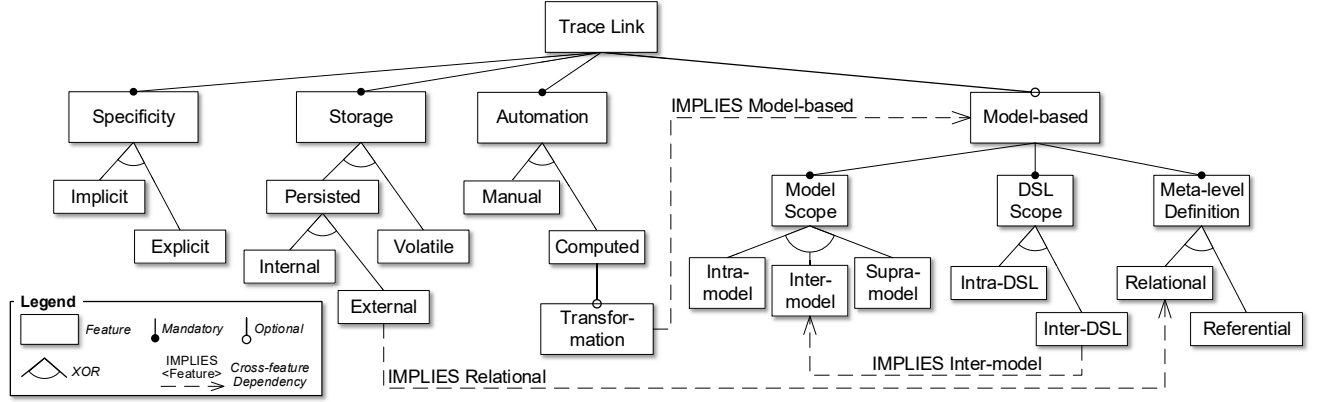 Trace Link
Specificity
Storage
Automation
IMPLIES Model-based
Model-based
Implicit
Explicit
Persisted
Volatile
Internal
External
Manual
Computed
Transfor-
mation
Model
Scope
DSL
Scope
Meta-level
Definition
Intra-
model
Inter-
model
Supra-
model
Intra-DSL
Inter-DSL
Relational
Referential
IMPLIES Inter-model
IMPLIES Relational
Legend
Feature
Mandatory
Optional
XOR
IMPLIES
<Feature>
Cross-feature
Dependency